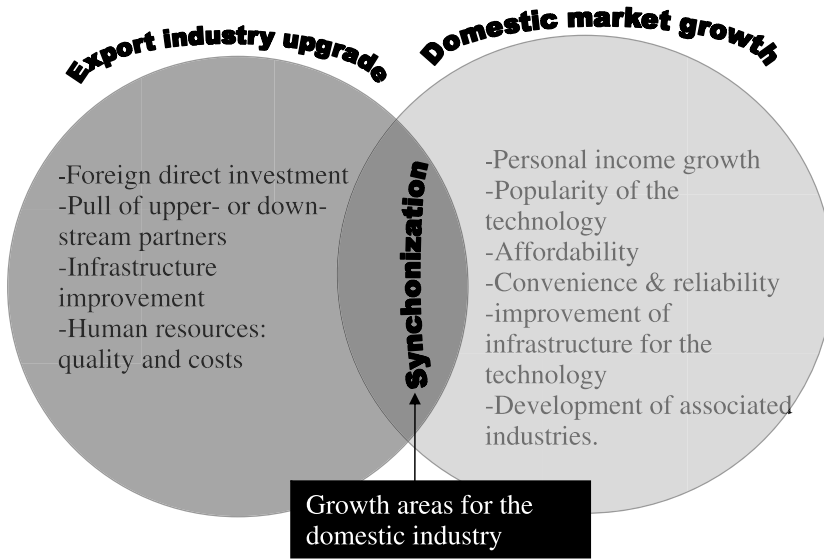 Export industry upgrade
Domestic market growth
-Foreign direct investment
-Pull of upper- or down-
stream partners
-Infrastructure
improvement
-Human resources:
quality and costs
Synchonization
-Personal income growth
-Popularity of the
technology
-Affordability
-Convenience & reliability
-improvement of
infrastructure for the
technology
-Development of associated
industries.
Growth areas for the
domestic industry